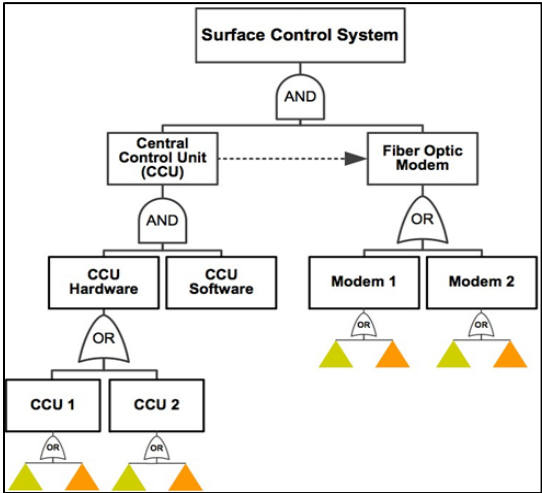 Surface Control System
AND
Central
Control Unit
(CCU)
Fiber Optic
Modem
AND
OR
CCU
Hardware
CCU
Software
Modem 1
Modem 2
OR
OR
OR
CCU 1
CCU 2
OR
OR